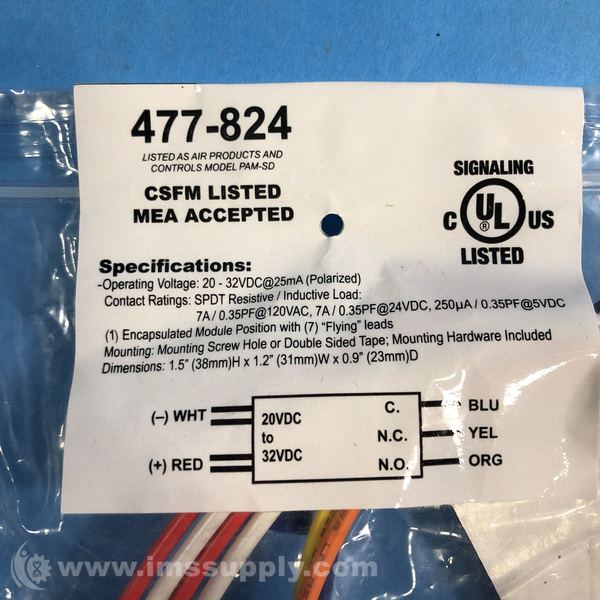 477-824
LISTED AS AIR PRODUCTS AND
CONTROLS MODEL PAM-SD
CSFM LISTED
MEA ACCEPTED
SIGNALING
C UL US
®
LISTED
Specifications:
-Operating Voltage: 20 - 32VDC@25mA (Polarized)
Contact Ratings: SPDT Resistive / Inductive Load:
7A / 0.35PF@120VAC, 7A / 0.35PF@24VDC, 250µA / 0.35PF@5VDC
(1) Encapsulated Module Position with (7) "Flying" leads
Mounting: Mounting Screw Hole or Double Sided Tape; Mounting Hardware Included
Dimensions: 1.5" (38mm)H x 1.2" (31mm)W x 0.9" (23mm)D
(–) WHT
(+) RED
20VDC
to
32VDC
C.
N.C.
N.O.
BLU
YEL
ORG
www.imssupply.com